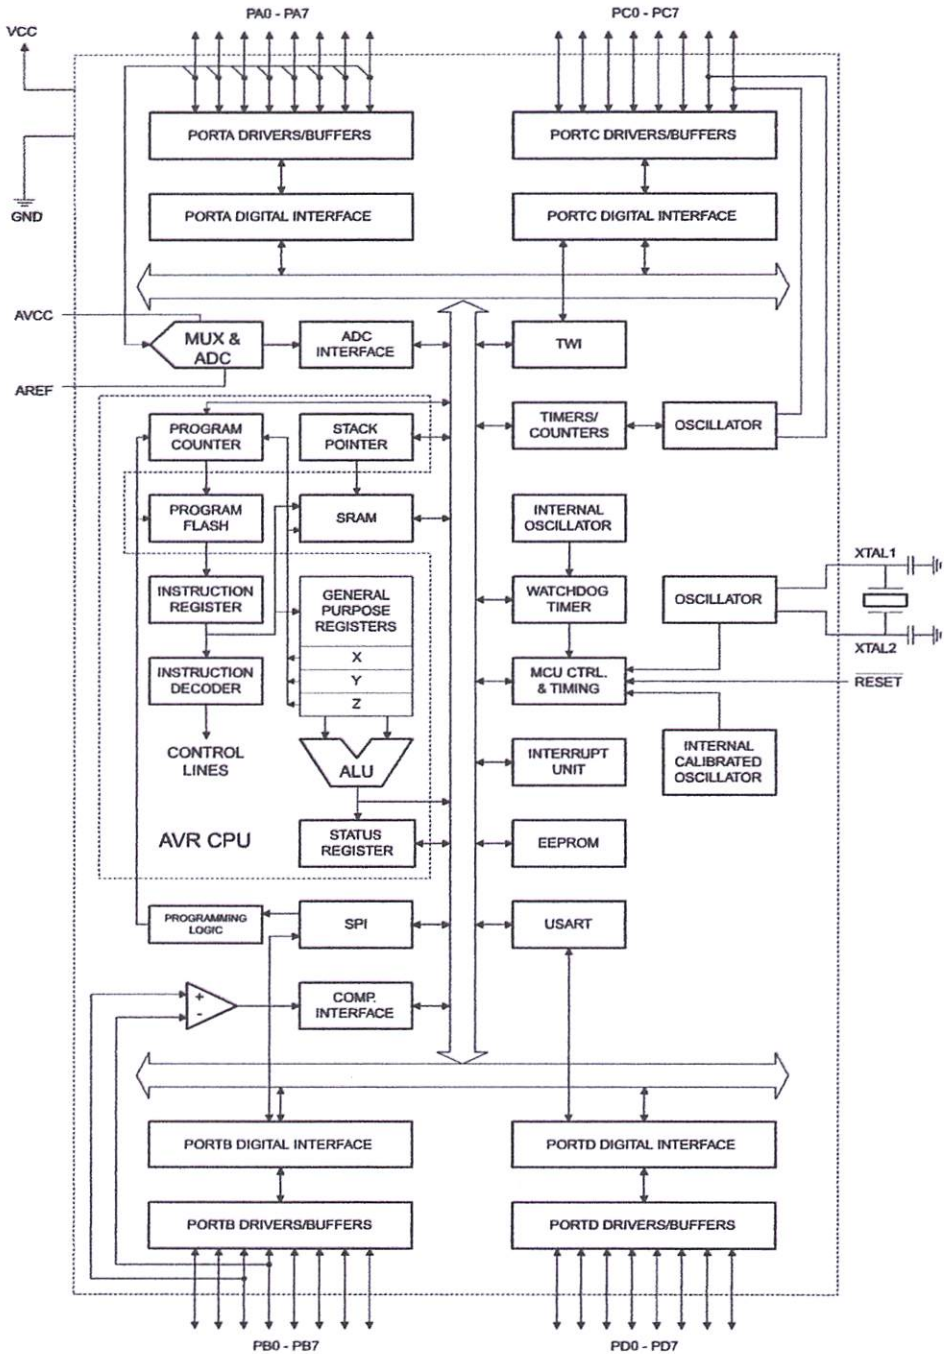 PA0 - PA7
PC0 - PC7
VCC
PORTA DRIVERS/BUFFERS
PORTC DRIVERS/BUFFERS
GND
PORTA DIGITAL INTERFACE
PORTC DIGITAL INTERFACE
AVCC
MUX &
ADC
ADC
INTERFACE
TWI
AREF
PROGRAM
COUNTER
STACK
POINTER
TIMERS/
COUNTERS
OSCILLATOR
PROGRAM
FLASH
SRAM
INTERNAL
OSCILLATOR
XTAL1
INSTRUCTION
REGISTER
GENERAL
PURPOSE
REGISTERS
WATCHDOG
TIMER
OSCILLATOR
XTAL2
X
Y
Z
INSTRUCTION
DECODER
MCU CTRL.
& TIMING
RESET
CONTROL
LINES
ALU
INTERRUPT
UNIT
INTERNAL
CALIBRATED
OSCILLATOR
AVR CPU
STATUS
REGISTER
EEPROM
PROGRAMMING
LOGIC
SPI
USART
+
-
COMP.
INTERFACE
PORTB DIGITAL INTERFACE
PORTD DIGITAL INTERFACE
PORTB DRIVERS/BUFFERS
PORTD DRIVERS/BUFFERS
PB0 - PB7
PD0 - PD7